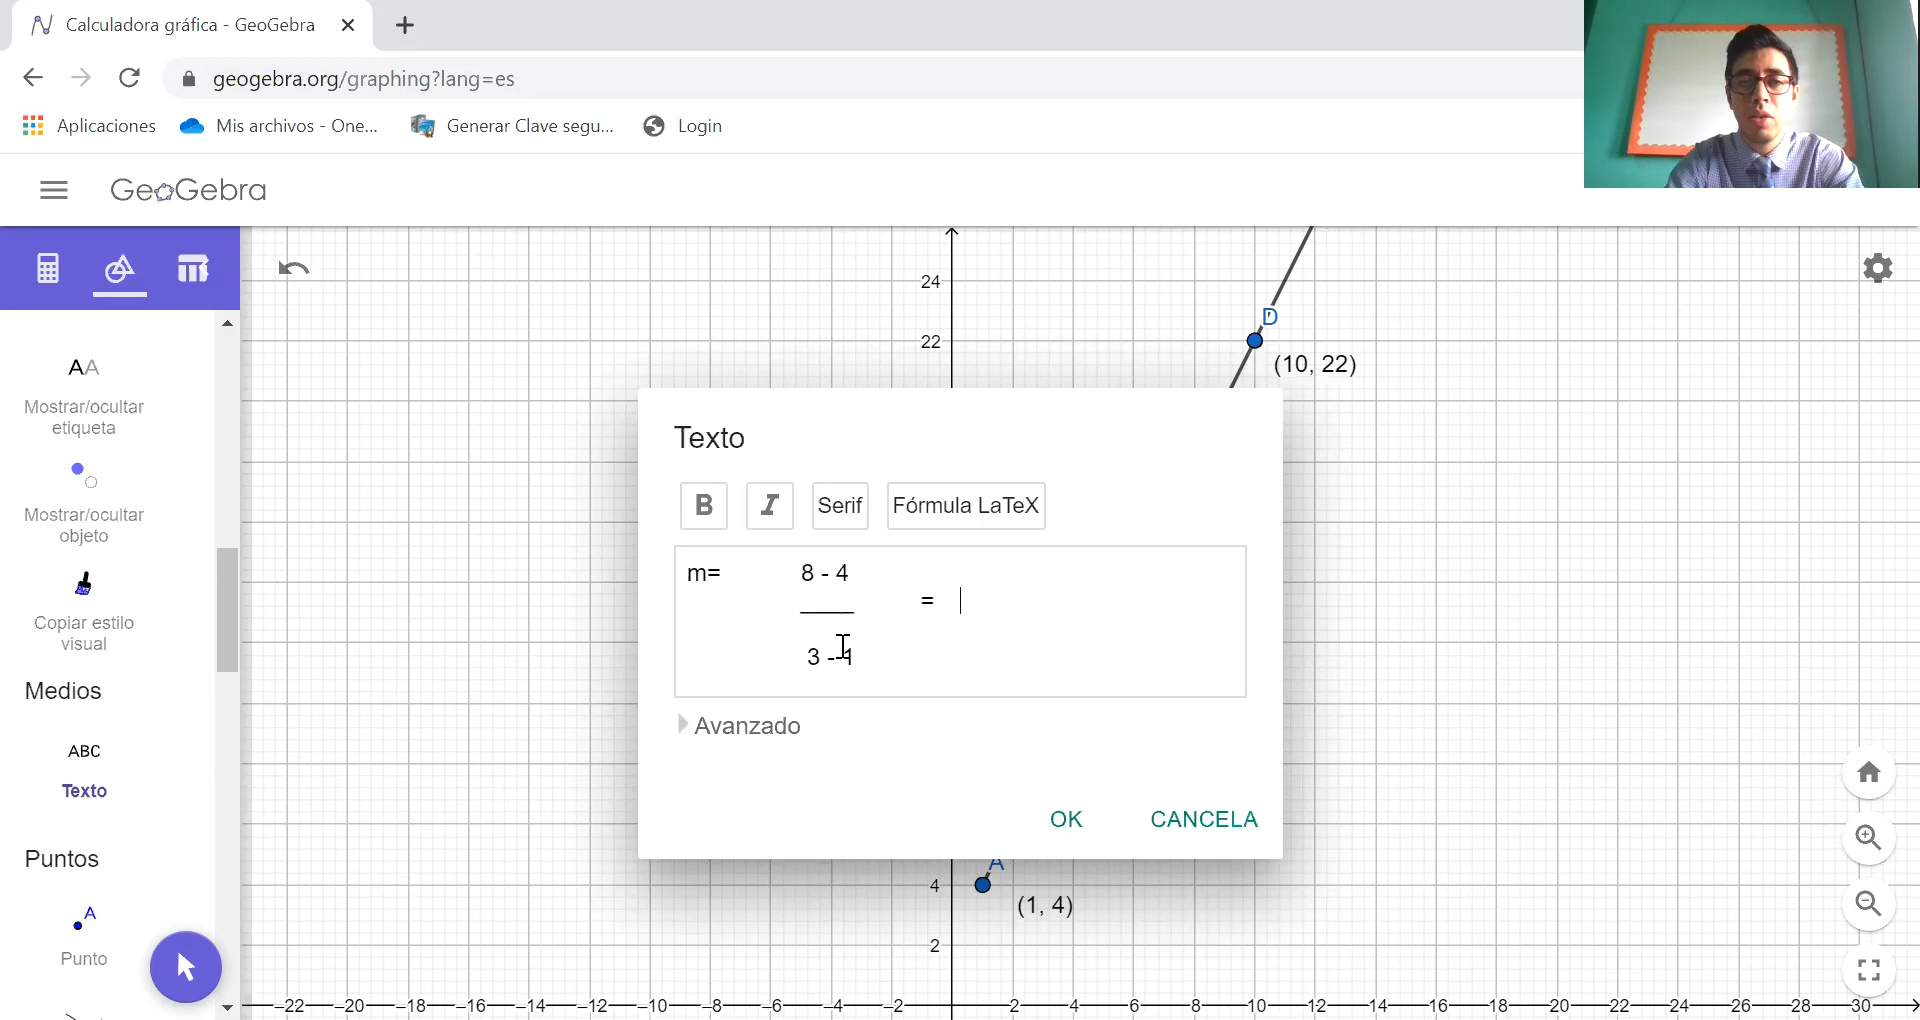 Calculadora gráfica - GeoGebra
geogebra.org/graphing?lang=es
Aplicaciones
Mis archivos - One...
Generar Clave segu...
Login
GeoGebra
24
D
22
(10, 22)
AA
Mostrar/ocultar
etiqueta
Mostrar/ocultar
objeto
Copiar estilo
visual
Medios
ABC
Texto
Puntos
A
Punto
Texto
B
I
Serif
Fórmula LaTeX
m= 8 - 4
____ =
3 - 1
Avanzado
OK CANCELA
A
4
(1, 4)
2
–22 –20 –18 –16 –14 –12 –10 –8 –6 –4 –2 2 4 6 8 10 12 14 16 18 20 22 24 26 28 30